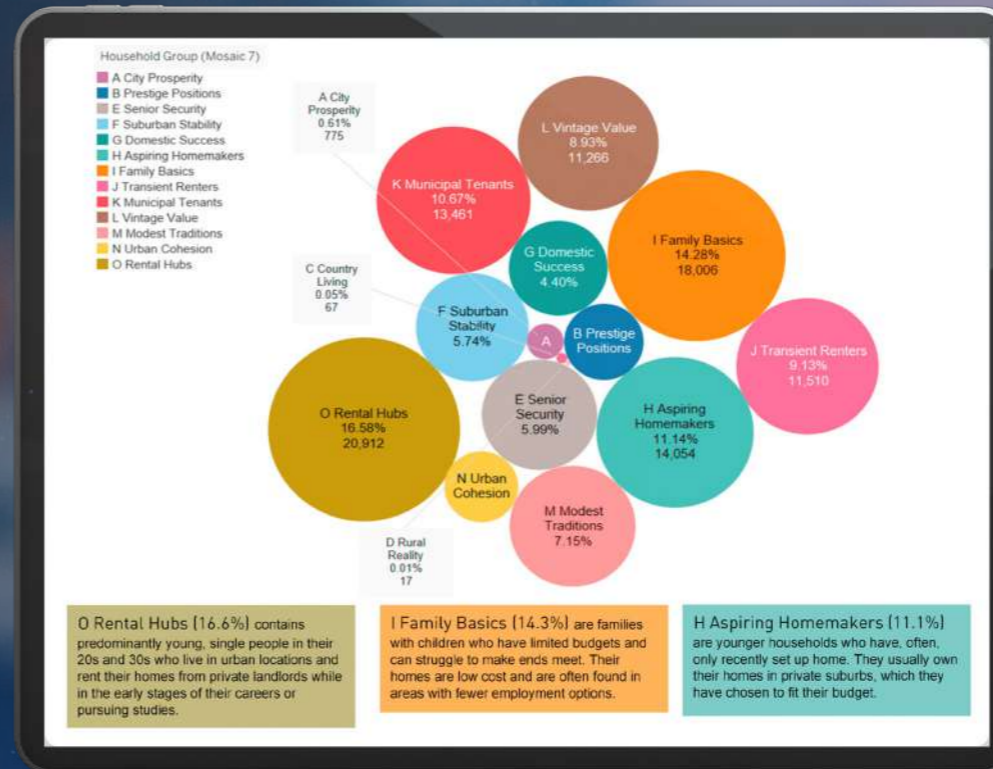 Household Group (Mosaic 7)
A City Prosperity
B Prestige Positions
E Senior Security
F Suburban Stability
G Domestic Success
H Aspiring Homemakers
I Family Basics
J Transient Renters
K Municipal Tenants
L Vintage Value
M Modest Traditions
N Urban Cohesion
O Rental Hubs
A City
Prosperity
0.61%
775
L Vintage Value
8.93%
11,266
K Municipal Tenants
10.67%
13,461
I Family Basics
14.28%
18,006
G Domestic
Success
4.40%
C Country
Living
0.05%
67
F Suburban
Stability
5.74%
A
B Prestige
Positions
J Transient Renters
9.13%
11,510
O Rental Hubs
16.58%
20,912
E Senior
Security
5.99%
H Aspiring
Homemakers
11.14%
14,054
N Urban
Cohesion
M Modest
Traditions
7.15%
D Rural
Reality
0.01%
17
O Rental Hubs (16.6%) contains
predominantly young, single people in their
20s and 30s who live in urban locations and
rent their homes from private landlords while
in the early stages of their careers or
pursuing studies.
I Family Basics (14.3%) are families
with children who have limited budgets and
can struggle to make ends meet. Their
homes are low cost and are often found in
areas with fewer employment options.
H Aspiring Homemakers (11.1%)
are younger households who have, often,
only recently set up home. They usually own
their homes in private suburbs, which they
have chosen to fit their budget.